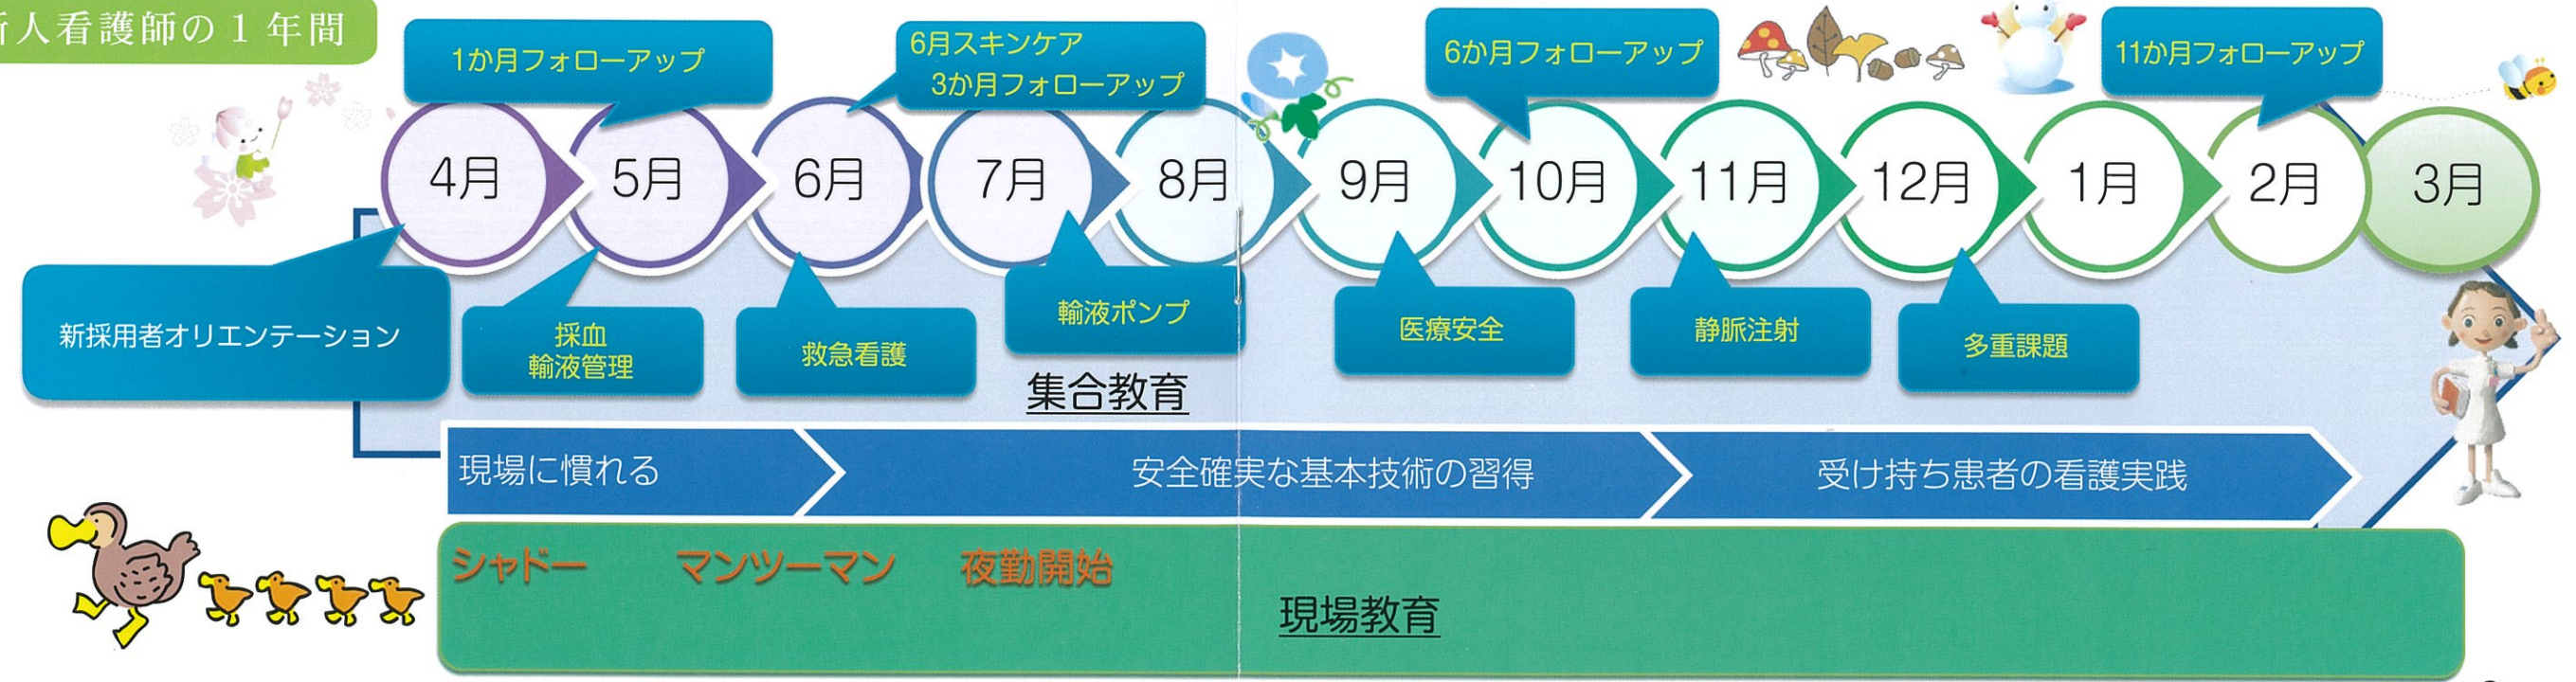 新人看護師の1年間
1か月フォローアップ
6月スキンケア
3か月フォローアップ
6か月フォローアップ
11か月フォローアップ
4月
5月
6月
7月
8月
9月
10月
11月
12月
1月
2月
3月
新採用者オリエンテーション
採血
輸液管理
救急看護
輸液ポンプ
医療安全
静脈注射
多重課題
集合教育
現場に慣れる
安全確実な基本技術の習得
受け持ち患者の看護実践
シャドー
マンツーマン
夜勤開始
現場教育